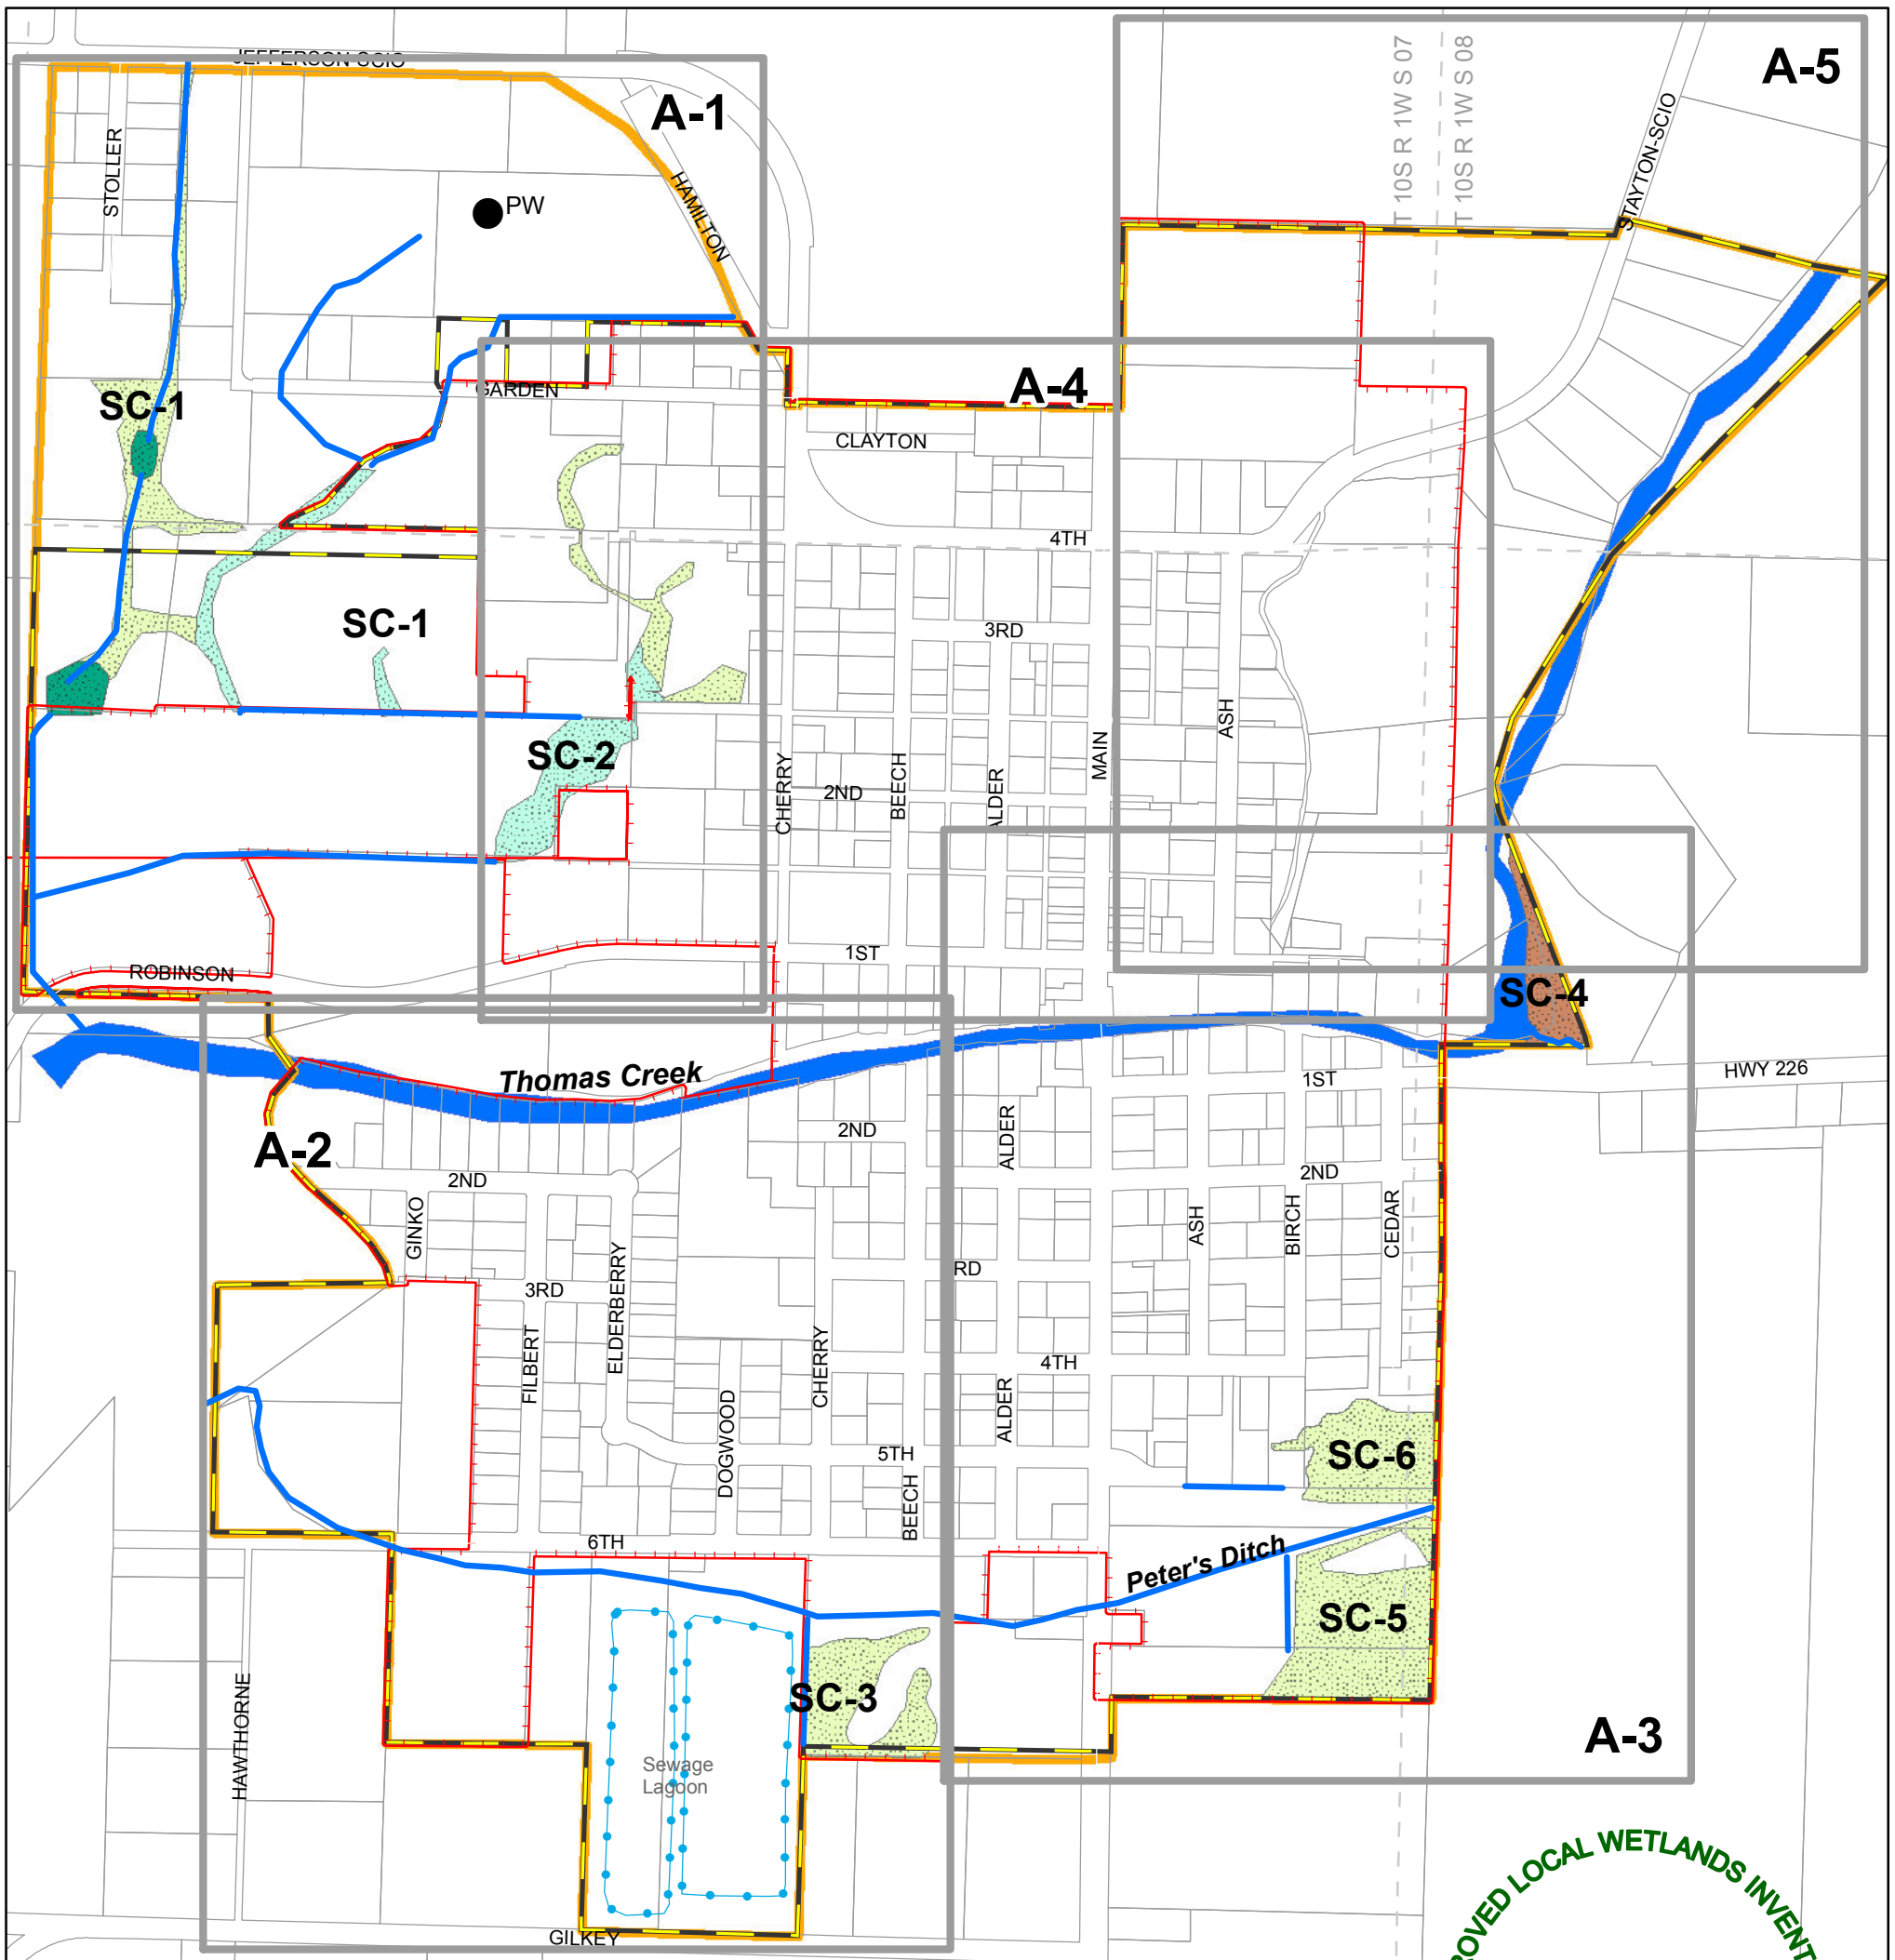 A-5
JEFFERSON-SCIO
A-1
T 10S R 1W S 07
T 10S R 1W S 08
STAYTON-SCIO
STOLLER
PW
HAMILTON
GARDEN
A-4
SC-1
CLAYTON
4TH
SC-1
3RD
SC-2
CHERRY
2ND
BEECH
ALDER
MAIN
ASH
1ST
ROBINSON
SC-4
Thomas Creek
HWY 226
1ST
A-2
2ND
ALDER
2ND
2ND
GINKO
ELDERBERRY
ASH
BIRCH
CEDAR
3RD
RD
FILBERT
CHERRY
4TH
DOGWOOD
ALDER
5TH
SC-6
BEECH
6TH
Peter's Ditch
SC-5
SC-3
HAWTHORNE
A-3
Sewage
Lagoon
GILKEY
ROVED LOCAL WETLANDS INVENT